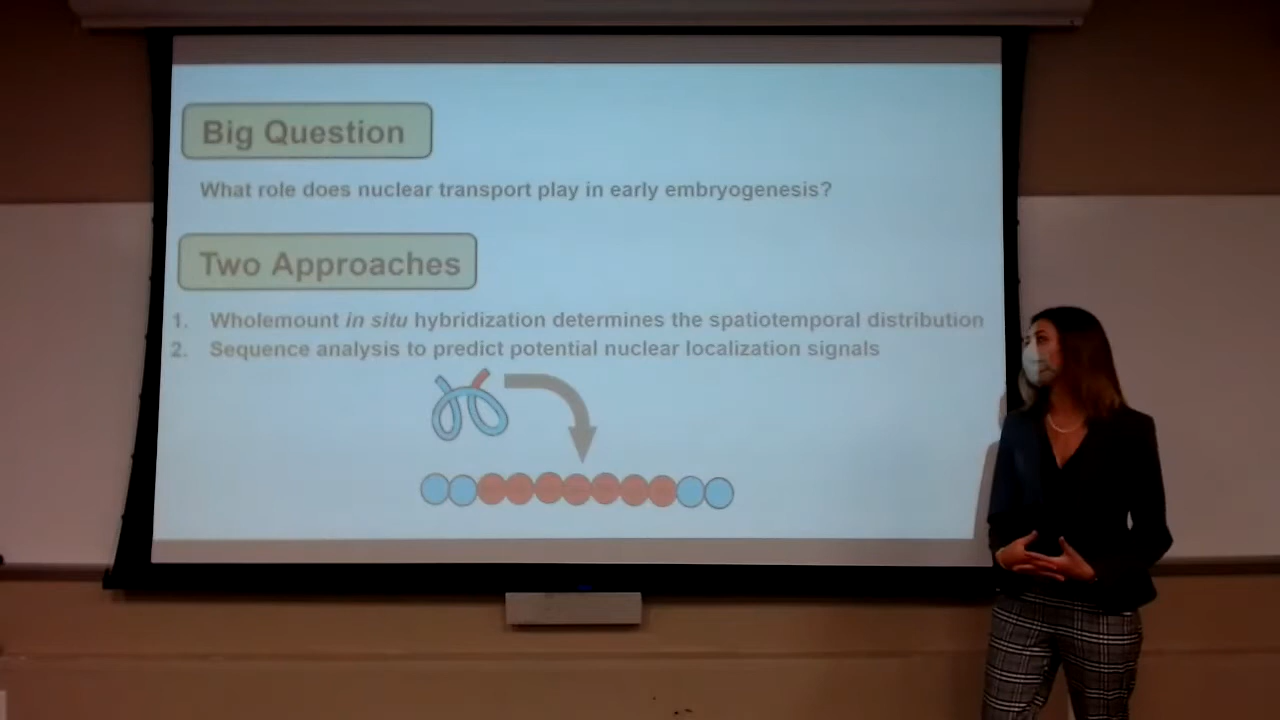 Big Question
What role does nuclear transport play in early embryogenesis?
Two Approaches
1. Wholemount in situ hybridization determines the spatiotemporal distribution
2. Sequence analysis to predict potential nuclear localization signals